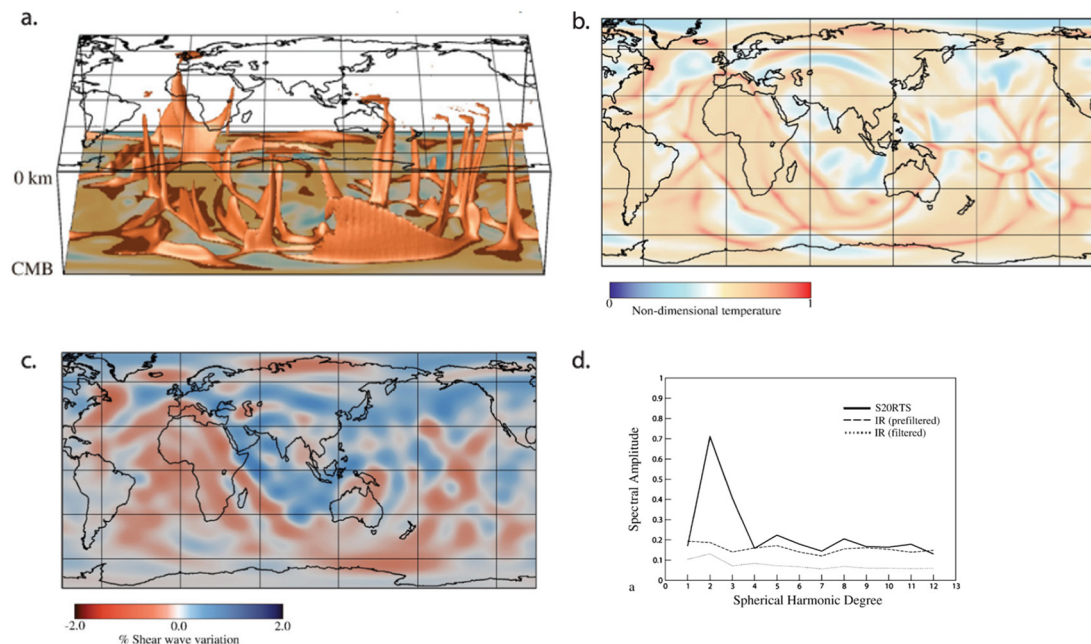 a.
0 km
CMB
b.
0
1
Non-dimensional temperature
c.
-2.0
0.0
2.0
% Shear wave variation
d.
1
0.9
0.8
0.7
0.6
0.5
0.4
0.3
0.2
0.1
0
Spectral Amplitude
S20RTS
IR (prefiltered)
IR (filtered)
a
1 2 3 4 5 6 7 8 9 10 11 12 13
Spherical Harmonic Degree